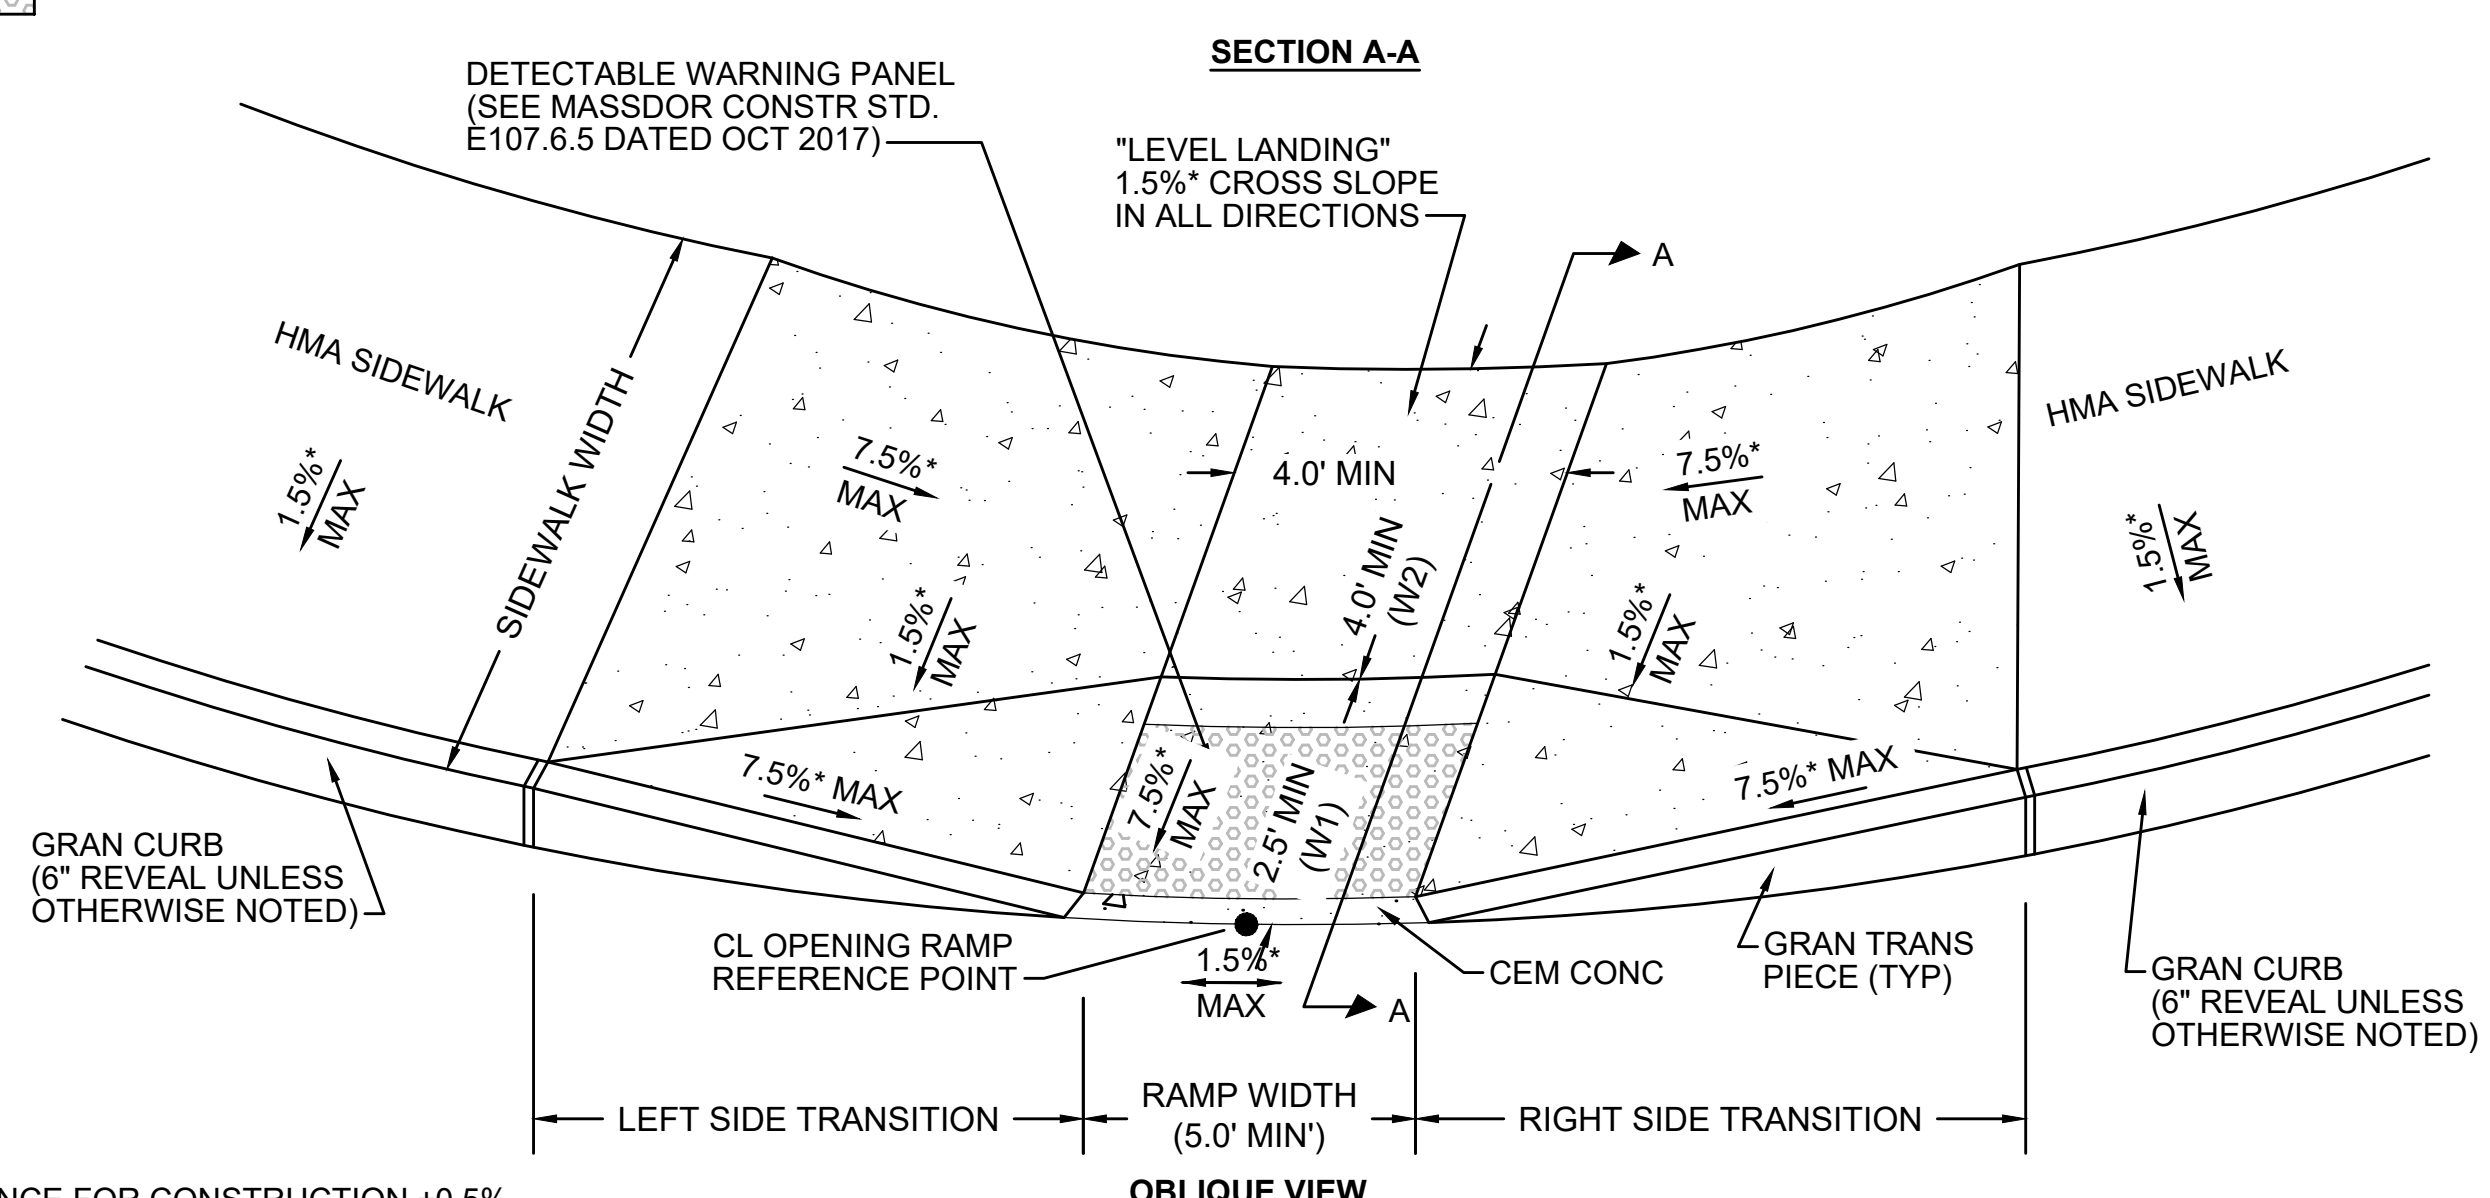 SECTION A-A
DETECTABLE WARNING PANEL
(SEE MASSDOR CONSTR STD.
E107.6.5 DATED OCT 2017)
"LEVEL LANDING"
1.5%* CROSS SLOPE
IN ALL DIRECTIONS
A
HMA SIDEWALK
SIDEWALK WIDTH
HMA SIDEWALK
1.5%*
MAX
7.5%*
MAX
4.0' MIN
7.5%*
MAX
1.5%*
MAX
1.5%*
MAX
4.0' MIN
(W2)
1.5%*
MAX
7.5%* MAX
7.5%*
MAX
2.5' MIN
(W1)
7.5%* MAX
GRAN CURB
(6" REVEAL UNLESS
OTHERWISE NOTED)
CL OPENING RAMP
REFERENCE POINT
1.5%*
MAX
A
CEM CONC
GRAN TRANS
PIECE (TYP)
GRAN CURB
(6" REVEAL UNLESS
OTHERWISE NOTED)
LEFT SIDE TRANSITION
RAMP WIDTH
(5.0' MIN')
RIGHT SIDE TRANSITION
FOR CONSTRUCTION ±0.5%
OBLIQUE VIEW